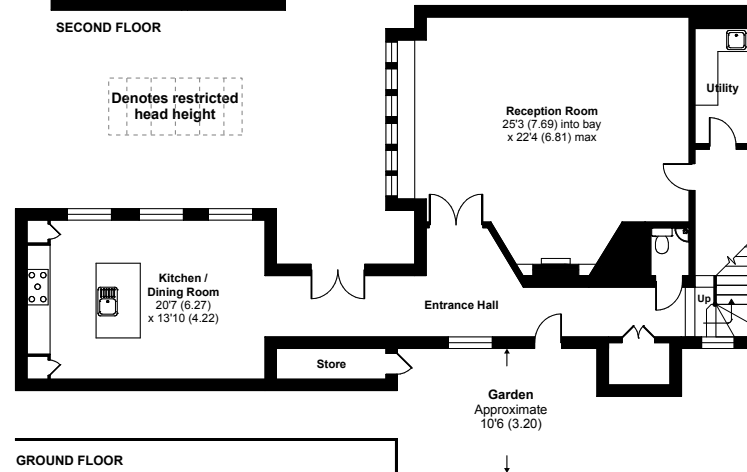 SECOND FLOOR
Denotes restricted
head height
Utility
Reception Room
25'3 (7.69) into bay
x 22'4 (6.81) max
Kitchen /
Dining Room
20'7 (6.27)
x 13'10 (4.22)
Entrance Hall
Up
Store
Garden
Approximate
10'6 (3.20)
GROUND FLOOR